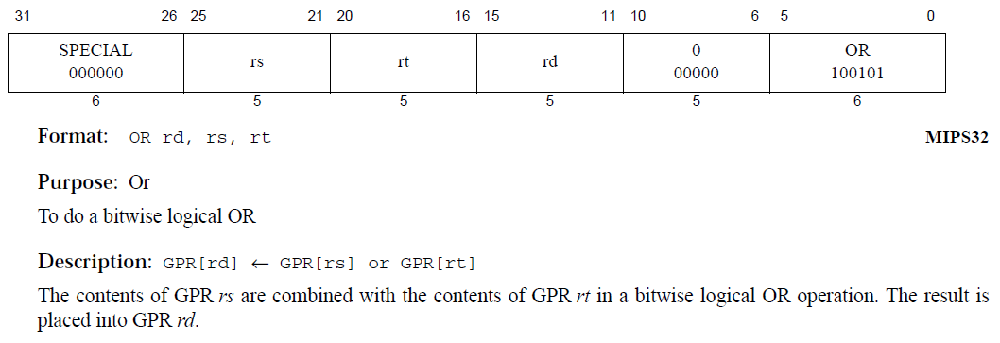 31 26 25 21 20 16 15 11 10 6 5 0
SPECIAL rs rt rd 0 OR
000000 00000 100101
6 5 5 5 5 6
Format: OR rd, rs, rt MIPS32
Purpose: Or
To do a bitwise logical OR
Description: GPR[rd] ← GPR[rs] or GPR[rt]
The contents of GPR rs are combined with the contents of GPR rt in a bitwise logical OR operation. The result is
placed into GPR rd.